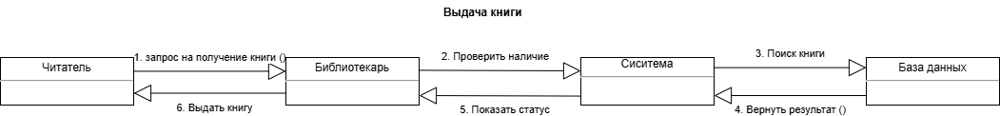 Выдача книги
1. запрос на получение книги ()
2. Проверить наличие
3. Поиск книги
Читатель
Библиотекарь
Сиситема
База данных
6. Выдать книгу
5. Показать статус
4. Вернуть результат ()